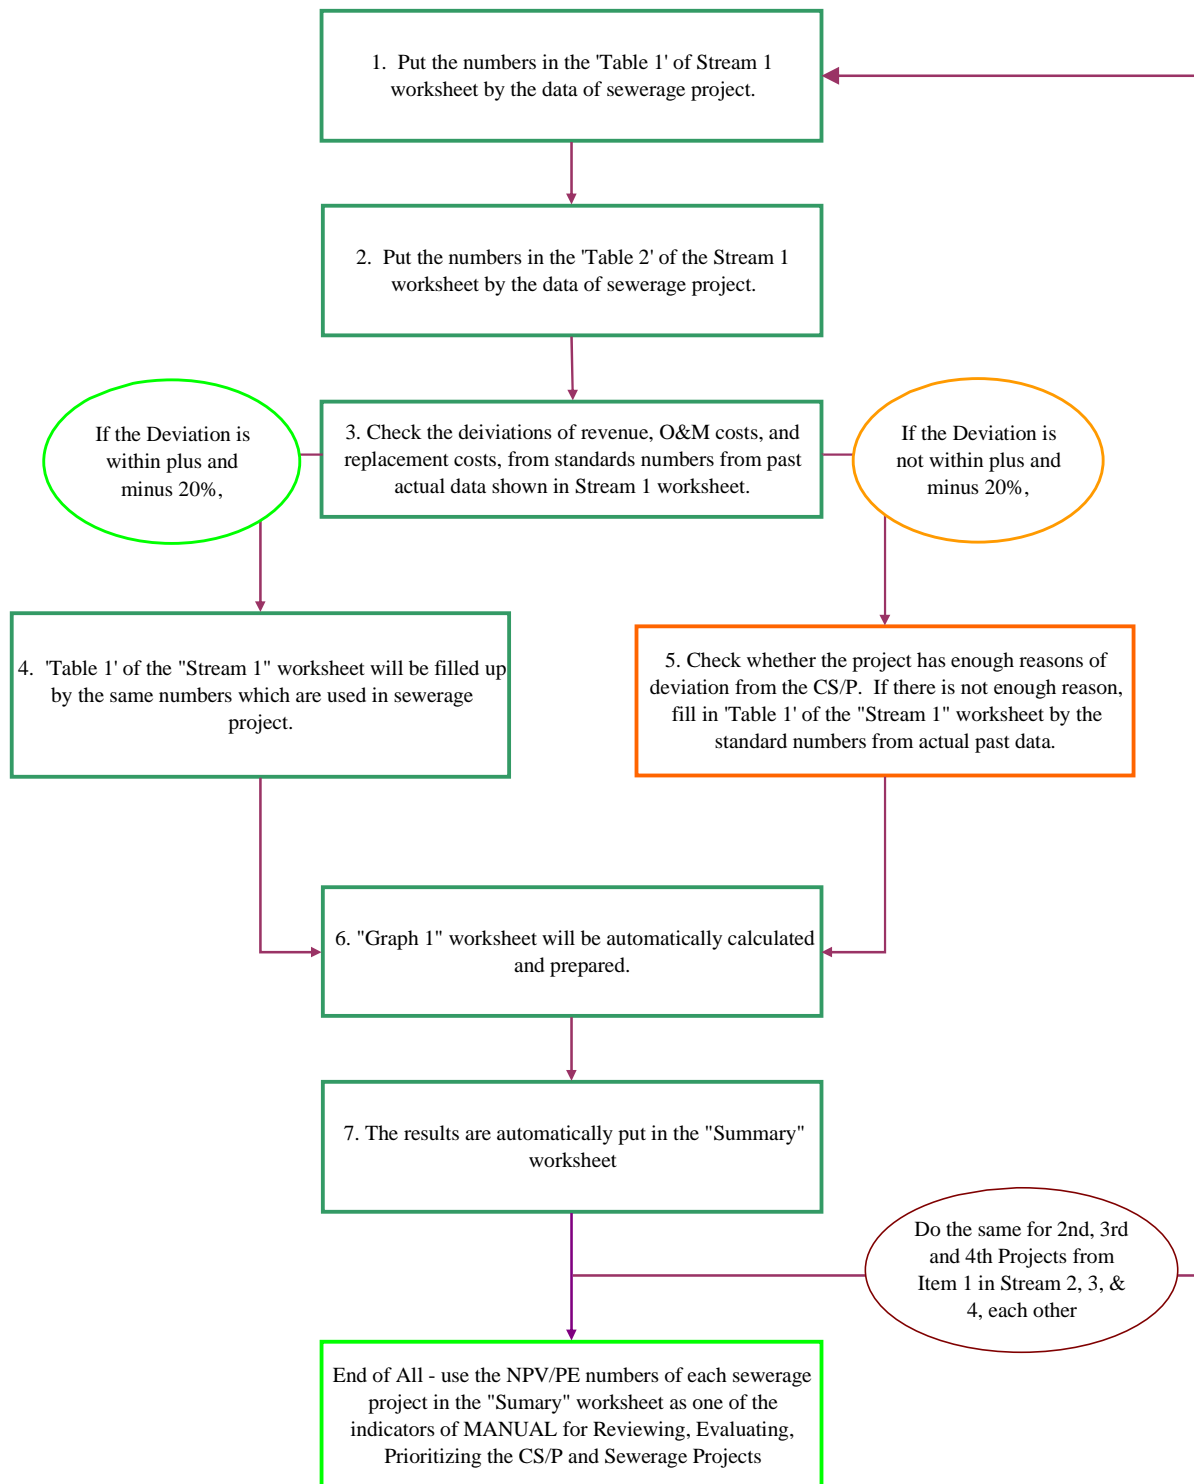 1. Put the numbers in the 'Table 1' of Stream 1
worksheet by the data of sewerage project.
2. Put the numbers in the 'Table 2' of the Stream 1
worksheet by the data of sewerage project.
If the Deviation is
within plus and
minus 20%,
3. Check the deiviations of revenue, O&M costs, and
replacement costs, from standards numbers from past
actual data shown in Stream 1 worksheet.
If the Deviation is
not within plus and
minus 20%,
4. 'Table 1' of the "Stream 1" worksheet will be filled up
by the same numbers which are used in sewerage
project.
5. Check whether the project has enough reasons of
deviation from the CS/P. If there is not enough reason,
fill in 'Table 1' of the "Stream 1" worksheet by the
standard numbers from actual past data.
6. "Graph 1" worksheet will be automatically calculated
and prepared.
7. The results are automatically put in the "Summary"
worksheet
Do the same for 2nd, 3rd
and 4th Projects from
Item 1 in Stream 2, 3, &
4, each other
End of All - use the NPV/PE numbers of each sewerage
project in the "Sumary" worksheet as one of the
indicators of MANUAL for Reviewing, Evaluating,
Prioritizing the CS/P and Sewerage Projects